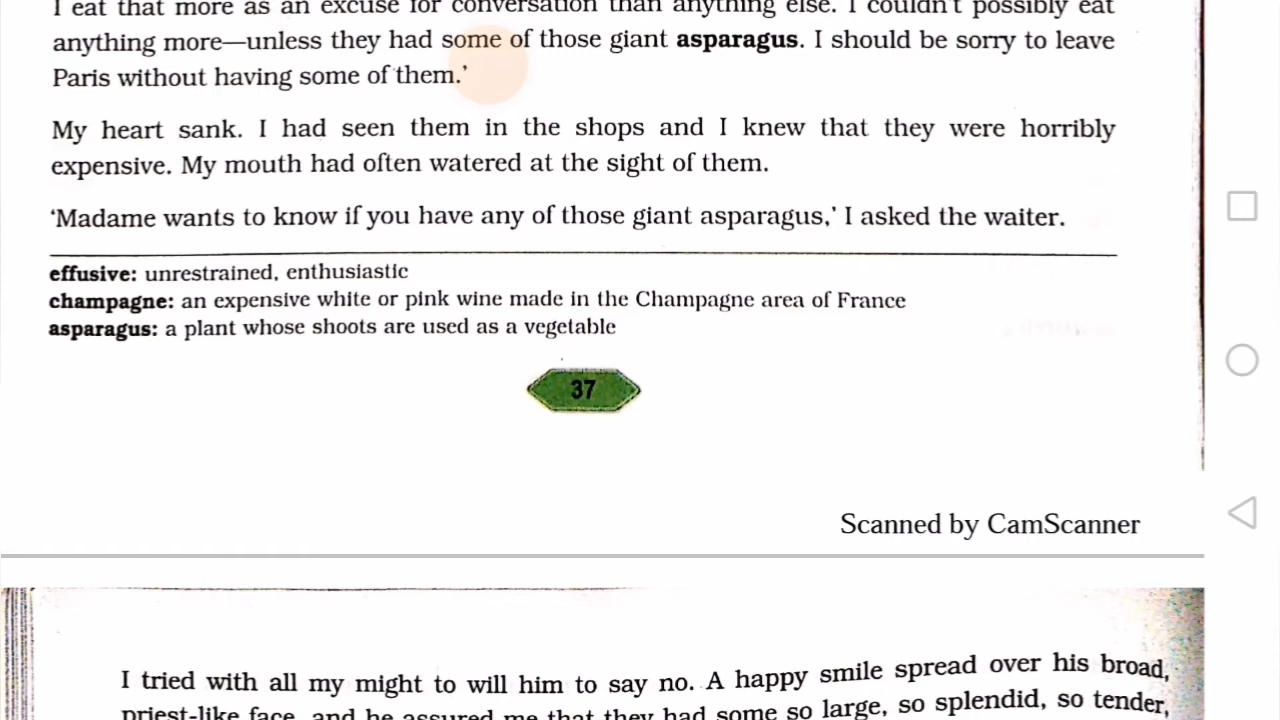 I eat that more as an excuse for conversation than anything else. I couldn't possibly eat
anything more—unless they had some of those giant asparagus. I should be sorry to leave
Paris without having some of them.'
My heart sank. I had seen them in the shops and I knew that they were horribly
expensive. My mouth had often watered at the sight of them.
'Madame wants to know if you have any of those giant asparagus,' I asked the waiter.
effusive: unrestrained, enthusiastic
champagne: an expensive white or pink wine made in the Champagne area of France
asparagus: a plant whose shoots are used as a vegetable
37
Scanned by CamScanner
I tried with all my might to will him to say no. A happy smile spread over his broad,
priest-like face, and he assured me that they had some so large, so splendid, so tender,